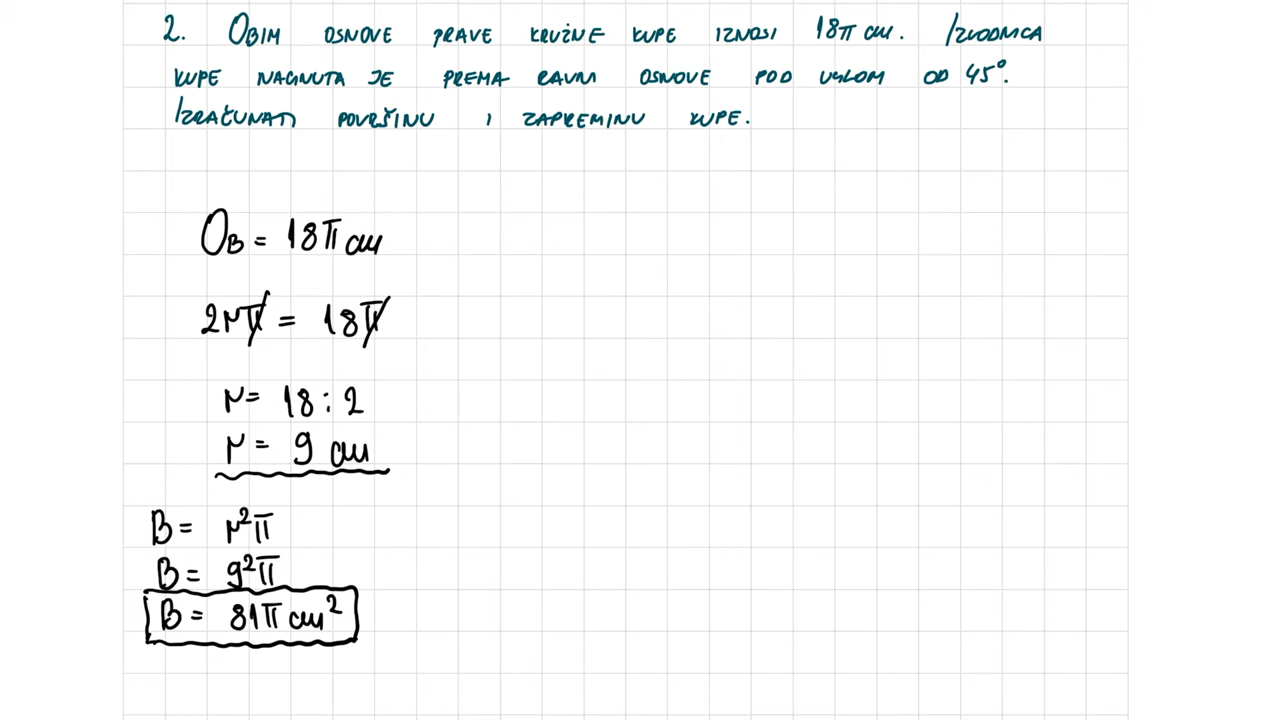 2. OBIM OSNOVE PRAVE KRUŽNE KUPE IZNOSI 18π cm. IZVODNICA
KUPE NAGNUTA JE PREMA RAVNI OSNOVE POD UGLOM OD 45°.
IZRAČUNATI POVRŠINU I ZAPREMINU KUPE.
O_B = 18π cm
2rπ = 18π
r = 18 : 2
r = 9 cm
B = r²π
B = 9²π
B = 81π cm²